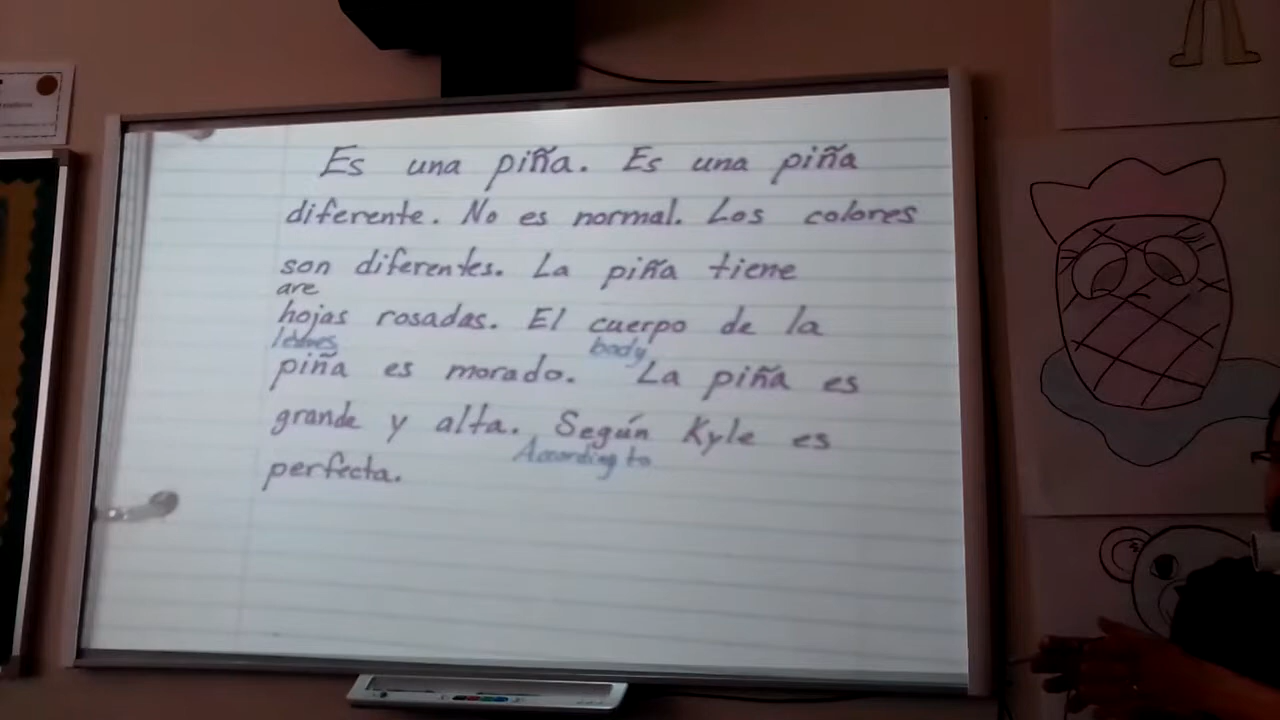 Es una piña. Es una piña
diferente. No es normal. Los colores
son diferentes. La piña tiene
are
hojas rosadas. El cuerpo de la
leaves body
piña es morado. La piña es
grande y alta. Según Kyle es
According to
perfecta.